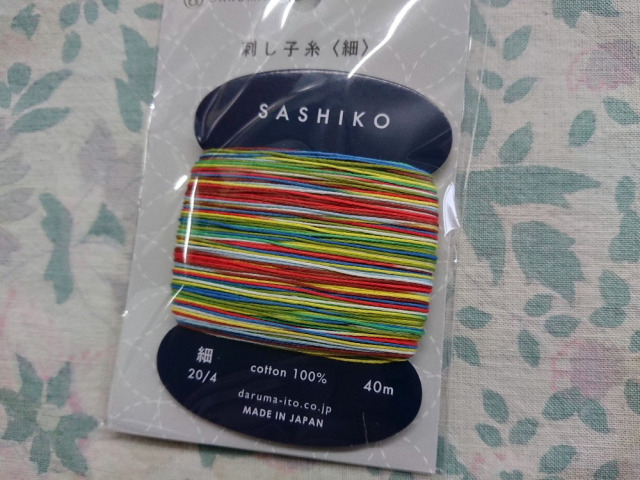 刺し子糸〈細〉
SASHIKO
細
20/4
cotton 100%
40m
daruma-ito.co.jp
MADE IN JAPAN